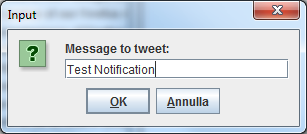 Input
Message to tweet:
Test Notification
OK Annulla